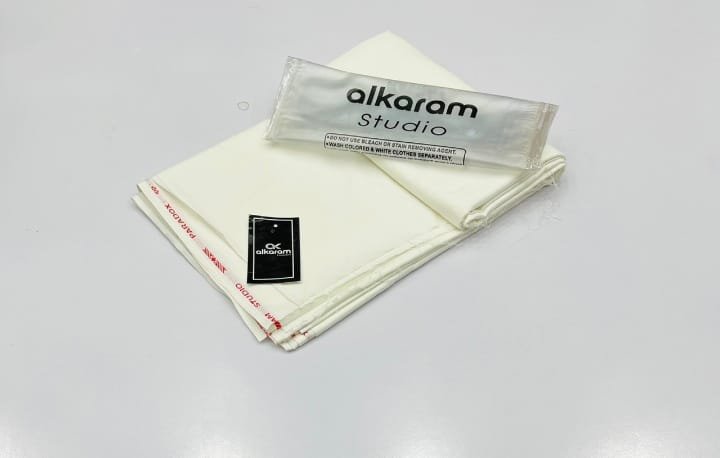 alkaram
Studio
•DO NOT USE BLEACH OR STAIN REMOVING AGENT.
•WASH COLORED & WHITE CLOTHES SEPARATELY.
alkaram
PARADOX
STUDIO